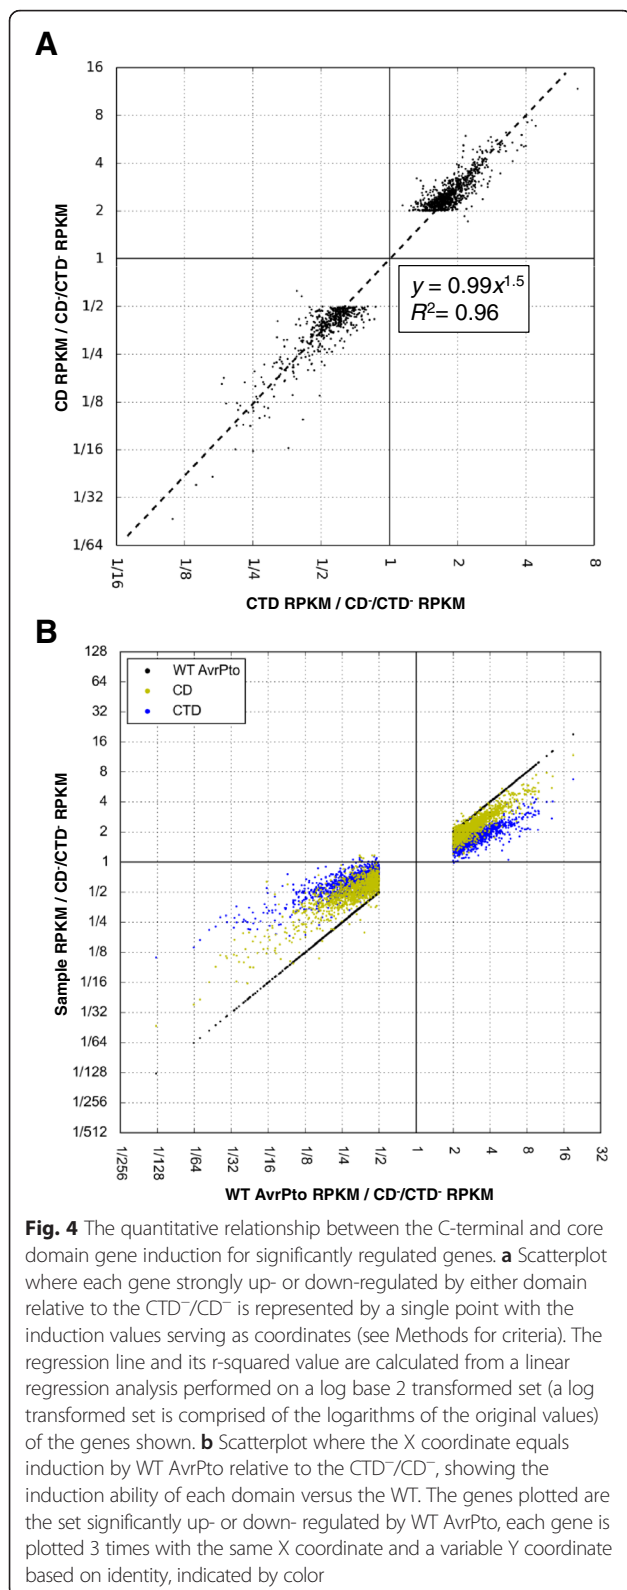 A
16
8
4
2
1
1/2
1/4
1/8
1/16
1/32
1/64
CD RPKM / CD-/CTD- RPKM
y = 0.99x^1.5
R^2= 0.96
1/16
1/8
1/4
1/2
1
2
4
8
CTD RPKM / CD-/CTD- RPKM
B
128
64
32
16
8
4
2
1
1/2
1/4
1/8
1/16
1/32
1/64
1/128
1/256
1/512
Sample RPKM / CD-/CTD- RPKM
WT AvrPto
CD
CTD
1/256
1/128
1/64
1/32
1/16
1/8
1/4
1/2
1
2
4
8
16
32
WT AvrPto RPKM / CD-/CTD- RPKM
Fig. 4 The quantitative relationship between the C-terminal and core
domain gene induction for significantly regulated genes. a Scatterplot
where each gene strongly up- or down-regulated by either domain
relative to the CTD−/CD− is represented by a single point with the
induction values serving as coordinates (see Methods for criteria). The
regression line and its r-squared value are calculated from a linear
regression analysis performed on a log base 2 transformed set (a log
transformed set is comprised of the logarithms of the original values)
of the genes shown. b Scatterplot where the X coordinate equals
induction by WT AvrPto relative to the CTD−/CD−, showing the
induction ability of each domain versus the WT. The genes plotted are
the set significantly up- or down- regulated by WT AvrPto, each gene is
plotted 3 times with the same X coordinate and a variable Y coordinate
based on identity, indicated by color